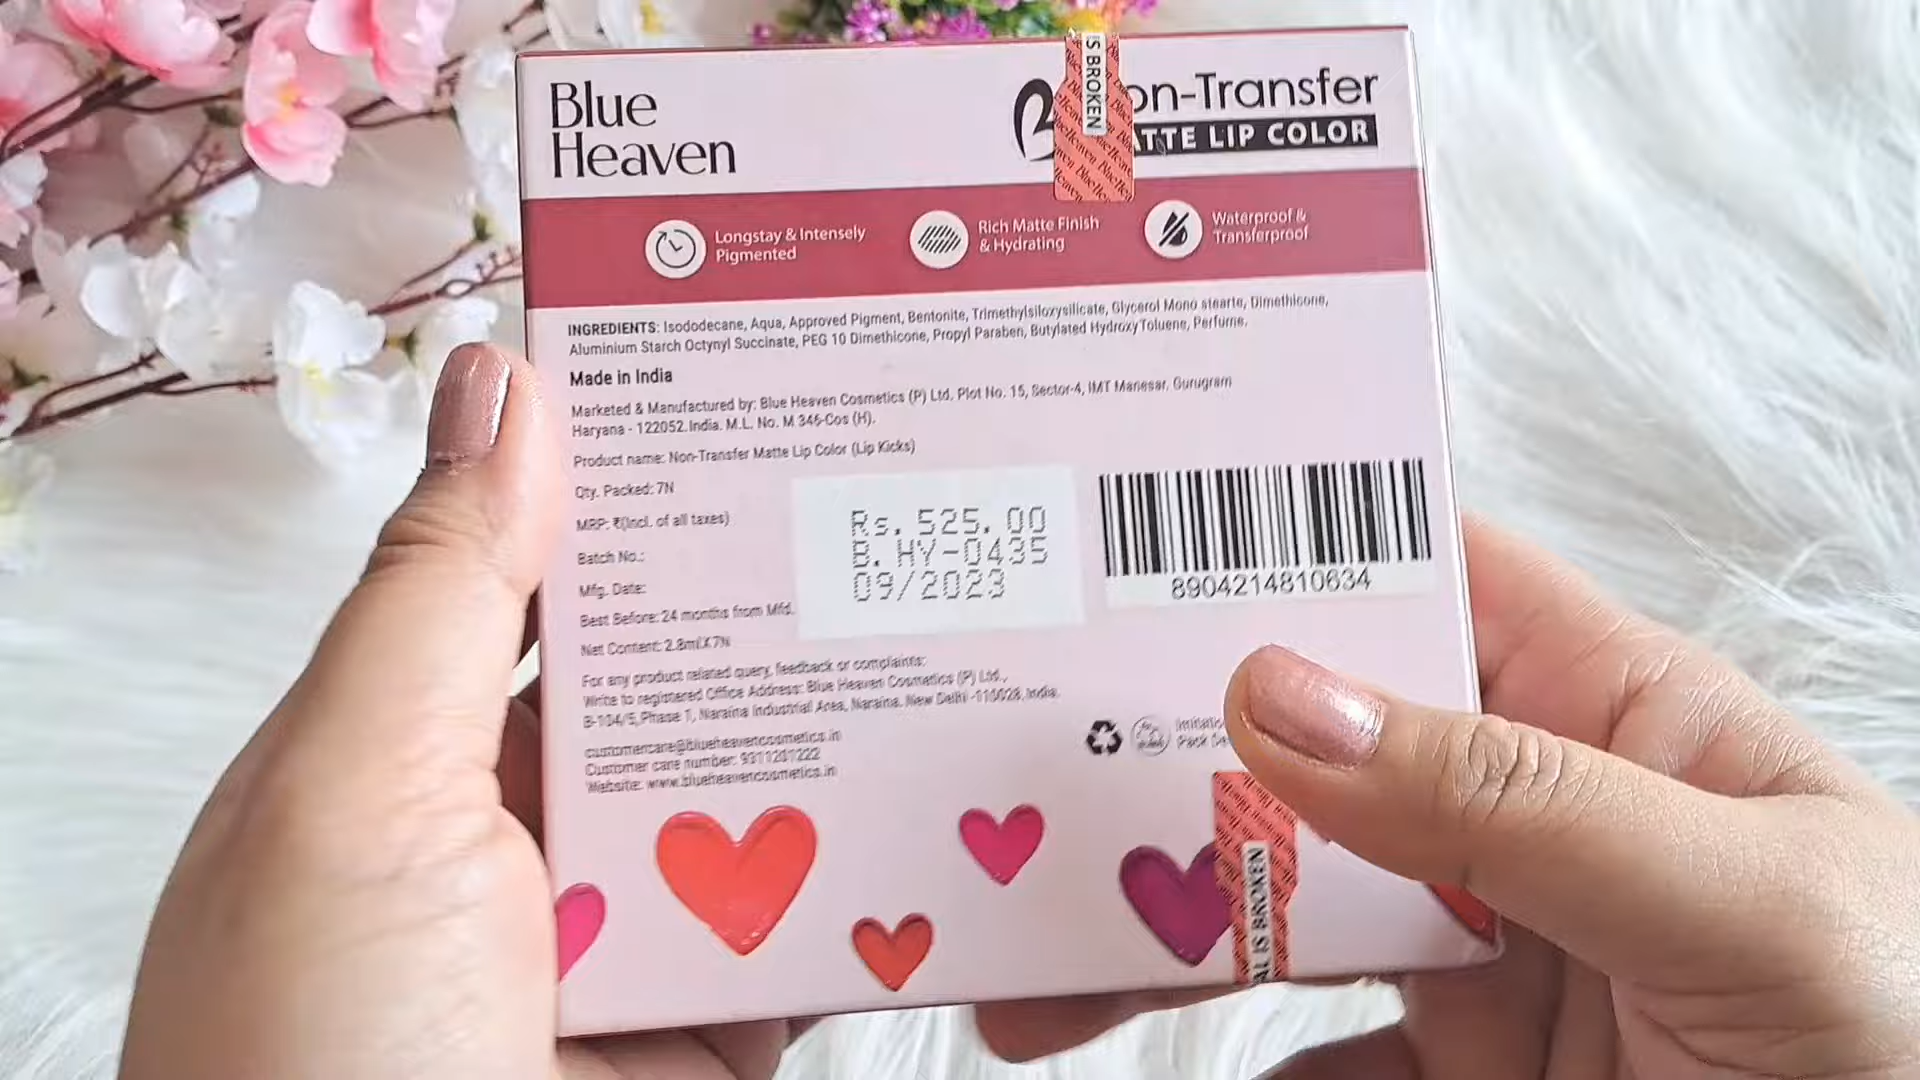 Blue
Heaven
on-Transfer
ATTE LIP COLOR
IS BROKEN
Longstay & Intensely
Pigmented
Rich Matte Finish
& Hydrating
Waterproof &
Transferproof
INGREDIENTS: Isododecane, Aqua, Approved Pigment, Bentonite, Trimethylsiloxysilicate, Glycerol Mono stearte, Dimethicone,
Aluminium Starch Octynyl Succinate, PEG 10 Dimethicone, Propyl Paraben, Butylated HydroxyToluene, Perfume.
Made in India
Marketed & Manufactured by: Blue Heaven Cosmetics (P) Ltd. Plot No. 15, Sector-4, IMT Manesar, Gurugram
Haryana - 122052.India. M.L. No. M 346-Cos (H).
Product name: Non-Transfer Matte Lip Color (Lip Kicks)
Qty. Packed: 7N
MRP: ₹(Incl. of all taxes)
Batch No.:
Mfg. Date:
Best Before: 24 months from Mfd.
Net Content: 2.8mlX7N
Rs. 525.00
B. HY-0435
09/2023
8904214810634
For any product related query, feedback or complaints:
Write to registered Office Address: Blue Heaven Cosmetics (P) Ltd.,
B-104/5, Phase 1, Naraina Industrial Area, Naraina, New Delhi -110028, India.
customercare@blueheavencosmetics.in
Customer care number: 9311201222
Website: www.blueheavencosmetics.in
Pack
AL IS BROKEN